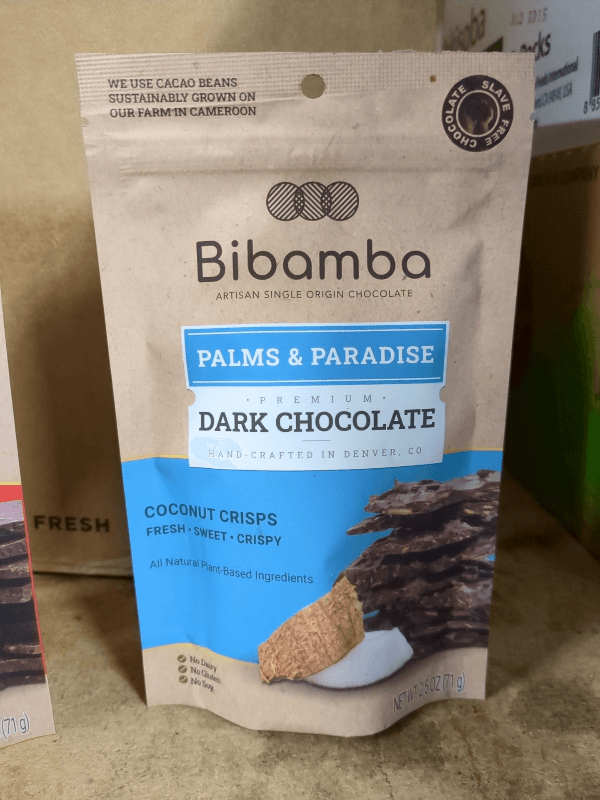 WE USE CACAO BEANS
SUSTAINABLY GROWN ON
OUR FARM IN CAMEROON
SLAVE FREE CHOCOLATE
Bibamba
ARTISAN SINGLE ORIGIN CHOCOLATE
PALMS & PARADISE
· PREMIUM ·
DARK CHOCOLATE
HAND-CRAFTED IN DENVER, CO
COCONUT CRISPS
FRESH • SWEET • CRISPY
All Natural Plant-Based Ingredients
No Dairy
No Gluten
No Soy
NET WT 2.5 OZ (71 g)
FRESH
(71 g)